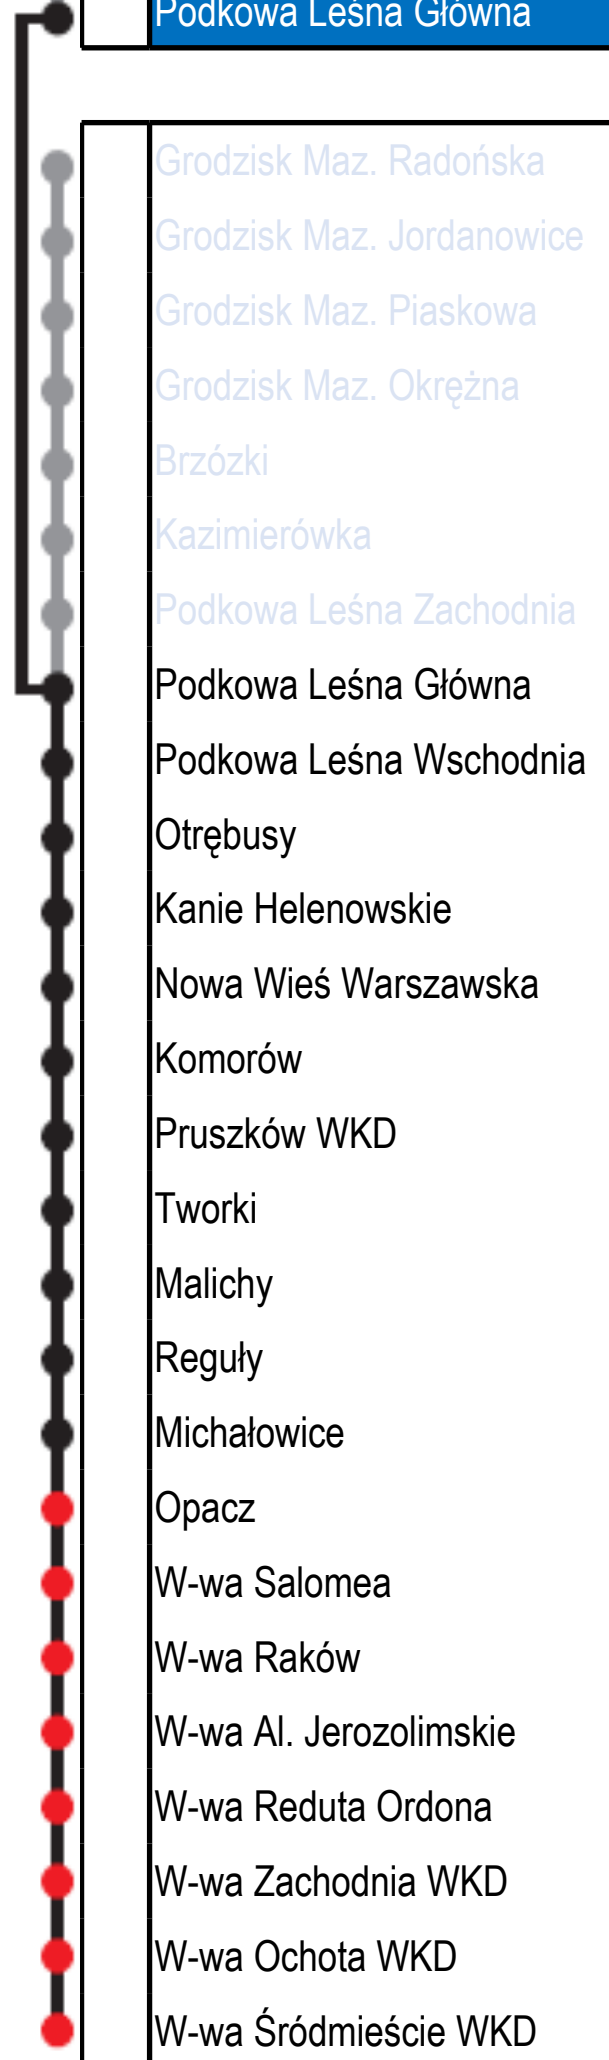 Podkowa Leśna Główna
Grodzisk Maz. Radońska
Grodzisk Maz. Jordanowice
Grodzisk Maz. Piaskowa
Grodzisk Maz. Okrężna
Brzózki
Kazimierówka
Podkowa Leśna Zachodnia
Podkowa Leśna Główna
Podkowa Leśna Wschodnia
Otrębusy
Kanie Helenowskie
Nowa Wieś Warszawska
Komorów
Pruszków WKD
Tworki
Malichy
Reguły
Michałowice
Opacz
W-wa Salomea
W-wa Raków
W-wa Al. Jerozolimskie
W-wa Reduta Ordona
W-wa Zachodnia WKD
W-wa Ochota WKD
W-wa Śródmieście WKD